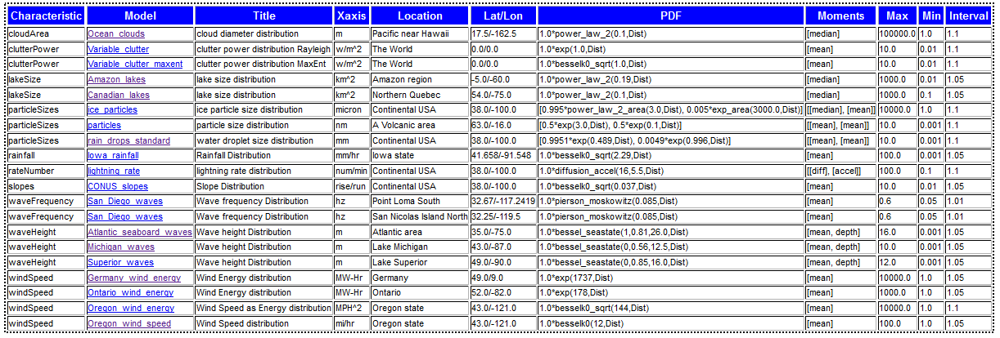 Characteristic Model Title Xaxis Location Lat/Lon PDF Moments Max Min Interval
cloudArea Ocean_clouds cloud diameter distribution m Pacific near Hawaii 17.5/-162.5 1.0*power_law_2(0.1,Dist) [median] 100000.0 1.0 1.1
clutterPower Variable_clutter clutter power distribution Rayleigh w/m^2 The World 0.0/0.0 1.0*exp(1.0,Dist) [mean] 10.0 0.01 1.1
clutterPower Variable_clutter_maxent clutter power distribution MaxEnt w/m^2 The World 0.0/0.0 1.0*besselk0_sqrt(1.0,Dist) [mean] 10.0 0.01 1.1
lakeSize Amazon_lakes lake size distribution km^2 Amazon region -5.0/-60.0 1.0*power_law_2(0.19,Dist) [median] 1000.0 0.01 1.05
lakeSize Canadian_lakes lake size distribution km^2 Northern Quebec 54.0/-75.0 1.0*power_law_2(0.1,Dist) [median] 1000.0 0.1 1.05
particleSizes ice_particles ice particle size distribution micron Continental USA 38.0/-100.0 [0.995*power_law_2_area(3.0,Dist), 0.005*exp_area(3000.0,Dist)] [[median], [mean]] 10000.0 1.0 1.1
particleSizes particles particle size distribution nm A Volcanic area 63.0/-16.0 [0.5*exp(3.0,Dist), 0.5*exp(0.1,Dist)] [[mean], [mean]] 10.0 0.001 1.1
particleSizes rain_drops_standard water droplet size distribution mm Continental USA 38.0/-100.0 [0.9951*exp(0.489,Dist), 0.0049*exp(0.996,Dist)] [[mean], [mean]] 10.0 0.001 1.1
rainfall Iowa_rainfall Rainfall Distribution mm/hr Iowa state 41.658/-91.548 1.0*besselk0_sqrt(2.29,Dist) [mean] 100.0 0.001 1.05
rateNumber lightning_rate lightning rate distribution num/min Continental USA 38.0/-100.0 1.0*diffusion_accel(16,5.5,Dist) [[diff], [accel]] 100.0 0.1 1.1
slopes CONUS_slopes Slope Distribution rise/run Continental USA 38.0/-100.0 1.0*besselk0_sqrt(0.037,Dist) [mean] 10.0 0.01 1.05
waveFrequency San_Diego_waves Wave frequency Distribution hz Point Loma South 32.67/-117.2419 1.0*pierson_moskowitz(0.085,Dist) [mean] 0.6 0.05 1.01
waveFrequency San_Diego_waves Wave frequency Distribution hz San Nicolas Island North 32.25/-119.5 1.0*pierson_moskowitz(0.085,Dist) [mean] 0.6 0.05 1.01
waveHeight Atlantic_seaboard_waves Wave height Distribution m Atlantic area 35.0/-75.0 1.0*bessel_seastate(1,0.81,26.0,Dist) [mean, depth] 16.0 0.001 1.05
waveHeight Michigan_waves Wave height Distribution m Lake Michigan 43.0/-87.0 1.0*bessel_seastate(0,0.56,12.5,Dist) [mean, depth] 10.0 0.001 1.05
waveHeight Superior_waves Wave height Distribution m Lake Superior 49.0/-90.0 1.0*bessel_seastate(0,0.85,16.0,Dist) [mean, depth] 12.0 0.001 1.05
windSpeed Germany_wind_energy Wind Energy distribution MW-Hr Germany 49.0/9.0 1.0*exp(1737,Dist) [mean] 10000.0 1.0 1.05
windSpeed Ontario_wind_energy Wind Energy distribution MW-Hr Ontario 52.0/-82.0 1.0*exp(178,Dist) [mean] 1000.0 1.0 1.05
windSpeed Oregon_wind_energy Wind Speed as Energy distribution MPH^2 Oregon state 43.0/-121.0 1.0*besselk0_sqrt(144,Dist) [mean] 10000.0 1.0 1.1
windSpeed Oregon_wind_speed Wind Speed distribution mi/hr Oregon state 43.0/-121.0 1.0*besselk0(12,Dist) [mean] 100.0 1.0 1.05